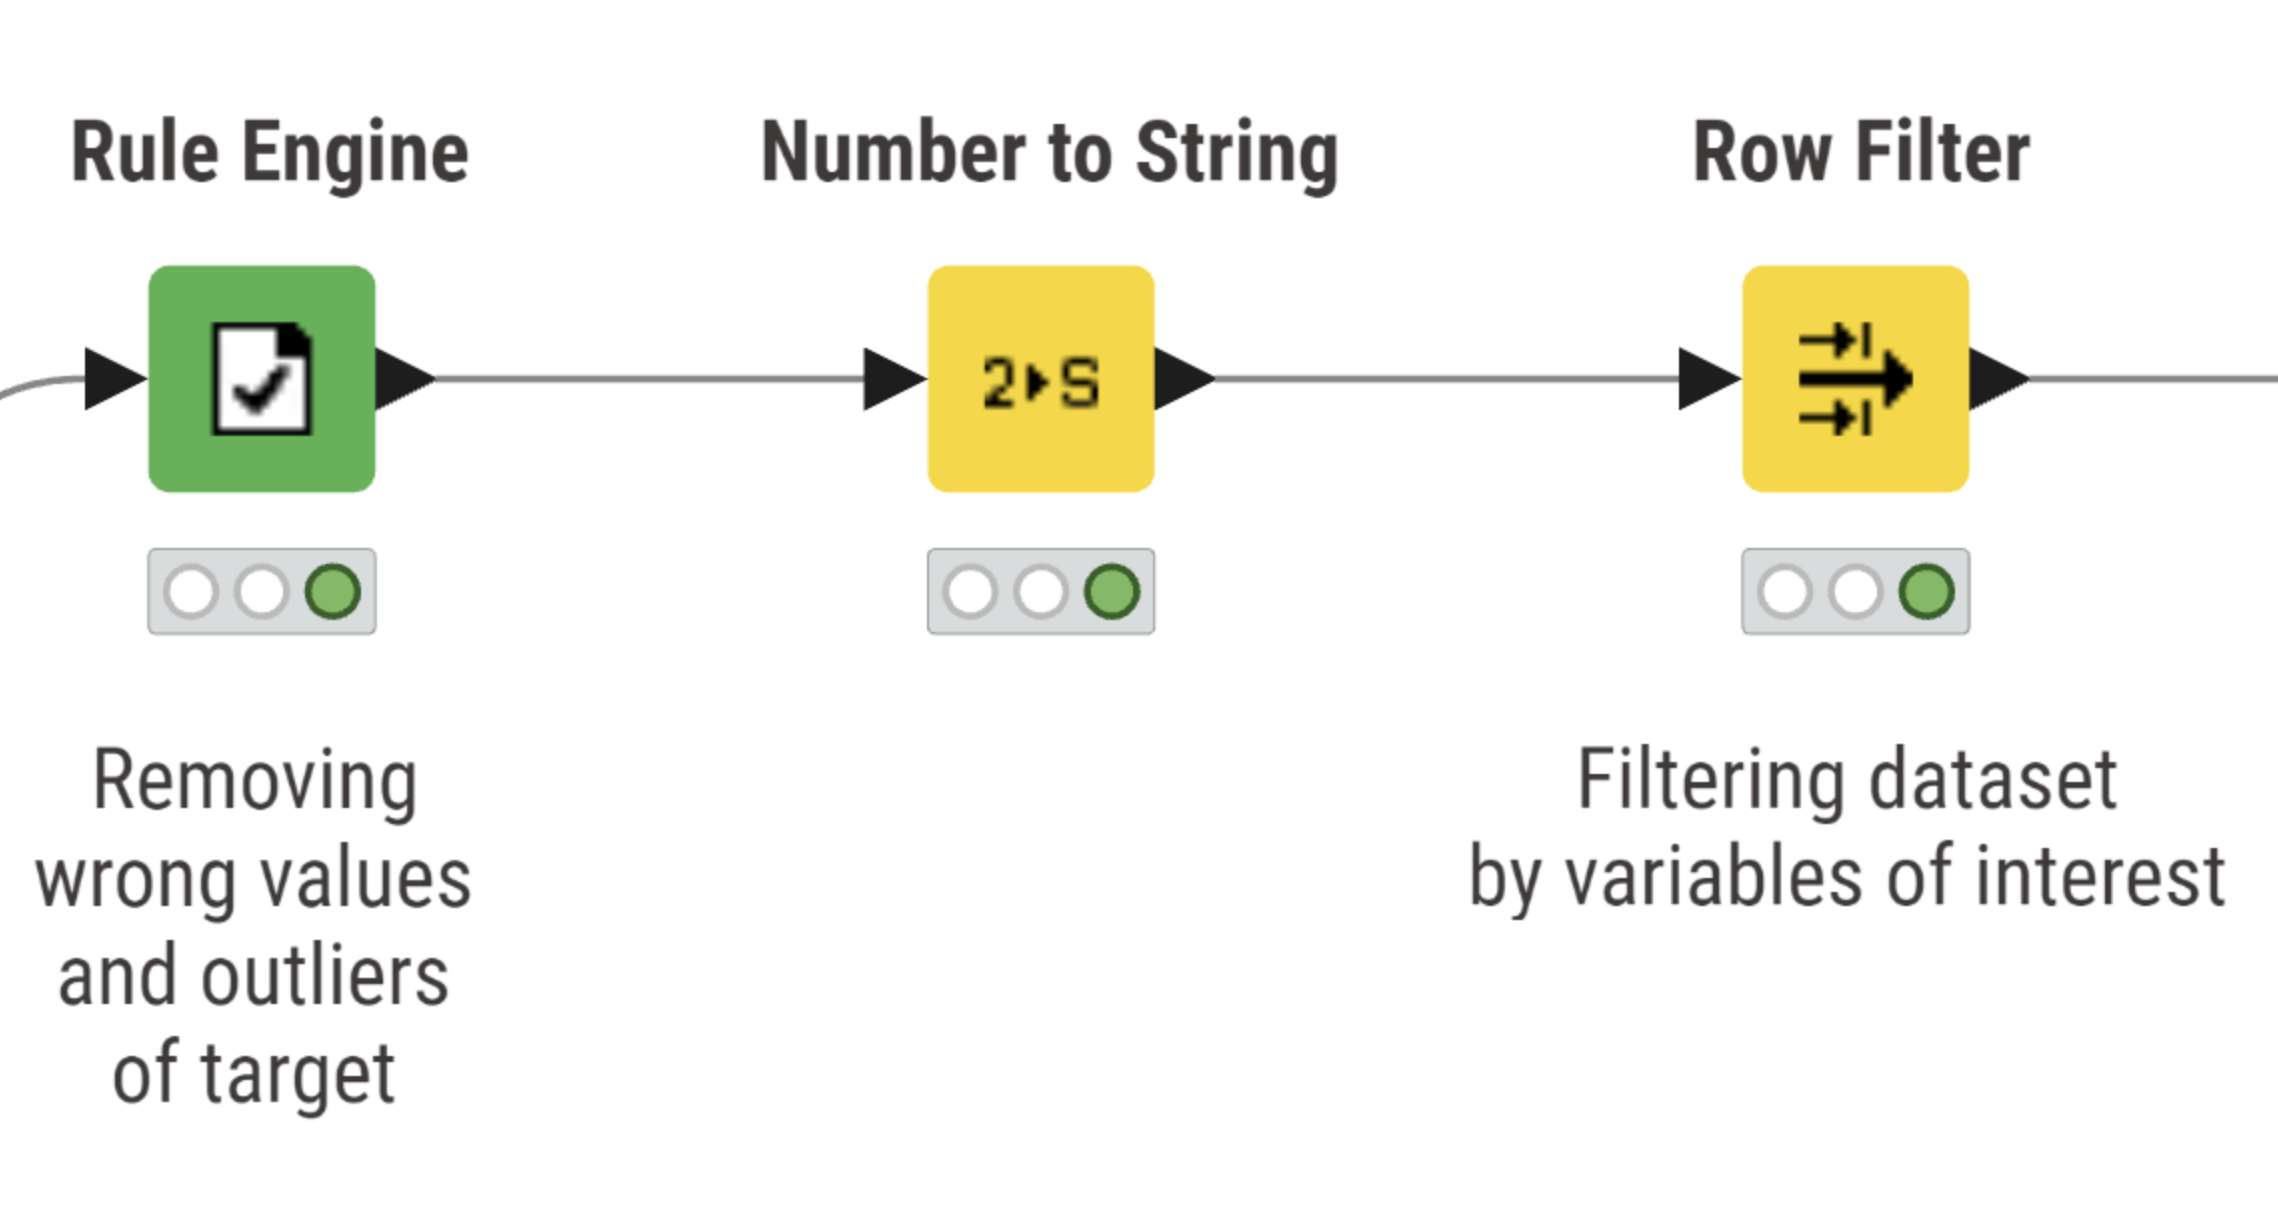 Rule Engine
Number to String
Row Filter
2▸S
Removing
wrong values
and outliers
of target
Filtering dataset
by variables of interest